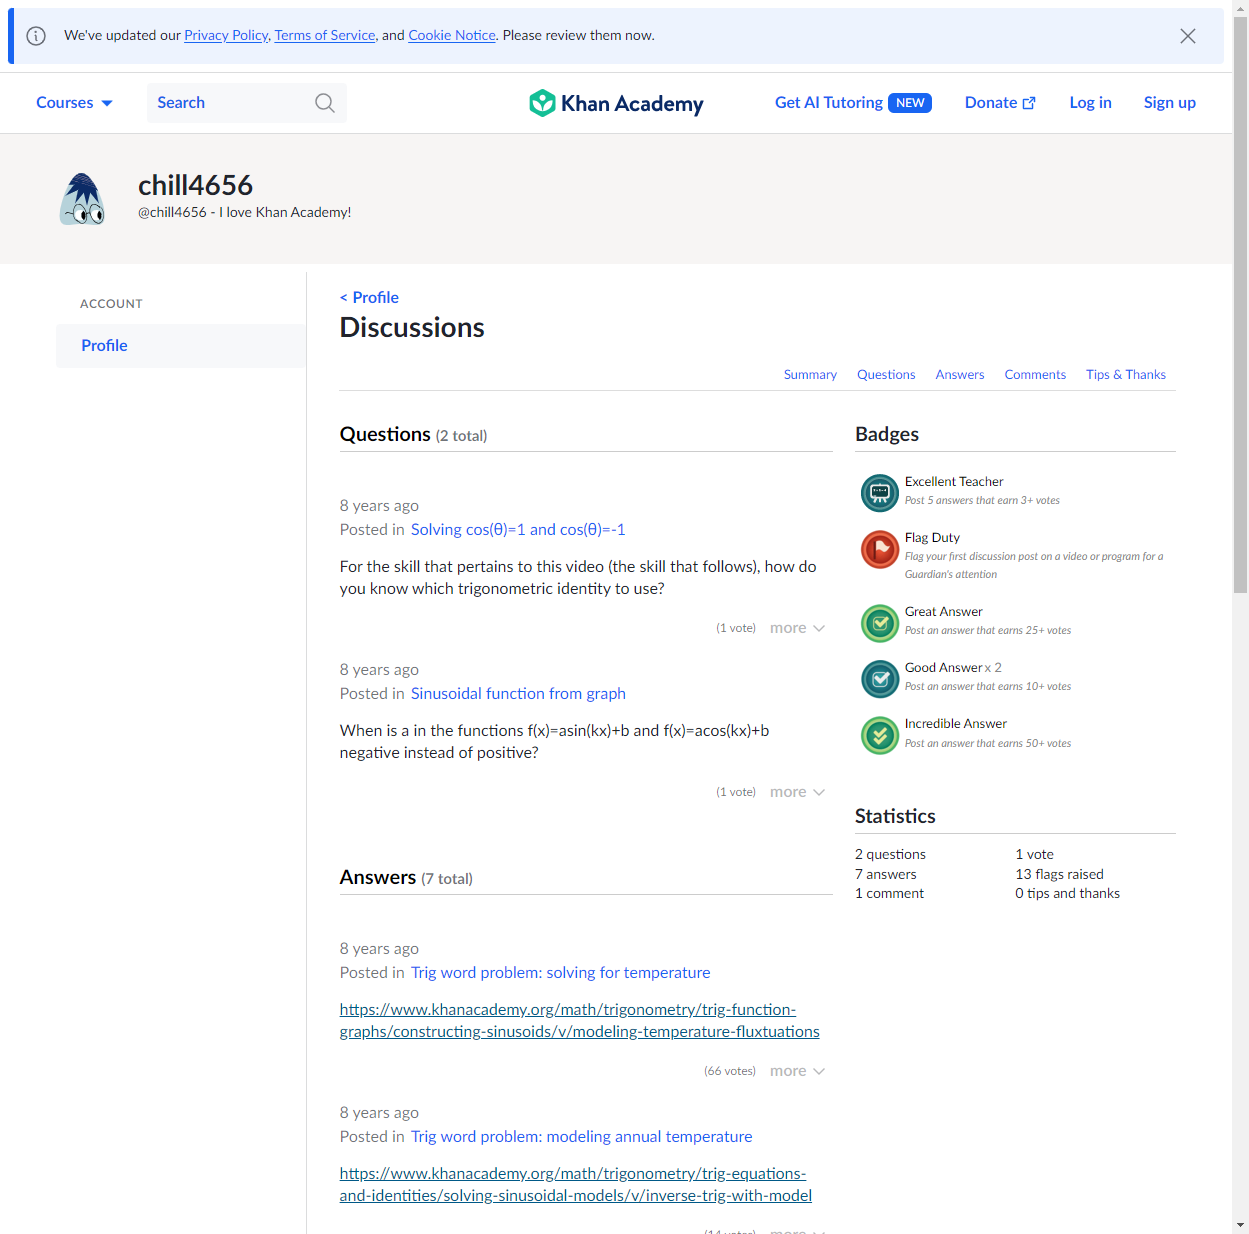 We've updated our Privacy Policy, Terms of Service, and Cookie Notice. Please review them now.
Courses
Search
Khan Academy
Get AI Tutoring NEW
Donate
Log in
Sign up
chill4656
@chill4656 - I love Khan Academy!
ACCOUNT
Profile
< Profile
Discussions
Summary
Questions
Answers
Comments
Tips & Thanks
Questions (2 total)
8 years ago
Posted in Solving cos(θ)=1 and cos(θ)=-1
For the skill that pertains to this video (the skill that follows), how do
you know which trigonometric identity to use?
(1 vote) more
8 years ago
Posted in Sinusoidal function from graph
When is a in the functions f(x)=asin(kx)+b and f(x)=acos(kx)+b
negative instead of positive?
(1 vote) more
Answers (7 total)
8 years ago
Posted in Trig word problem: solving for temperature
https://www.khanacademy.org/math/trigonometry/trig-function-
graphs/constructing-sinusoids/v/modeling-temperature-fluxtuations
(66 votes) more
8 years ago
Posted in Trig word problem: modeling annual temperature
https://www.khanacademy.org/math/trigonometry/trig-equations-
and-identities/solving-sinusoidal-models/v/inverse-trig-with-model
Badges
Excellent Teacher
Post 5 answers that earn 3+ votes
Flag Duty
Flag your first discussion post on a video or program for a
Guardian's attention
Great Answer
Post an answer that earns 25+ votes
Good Answer x 2
Post an answer that earns 10+ votes
Incredible Answer
Post an answer that earns 50+ votes
Statistics
2 questions
1 vote
7 answers
13 flags raised
1 comment
0 tips and thanks